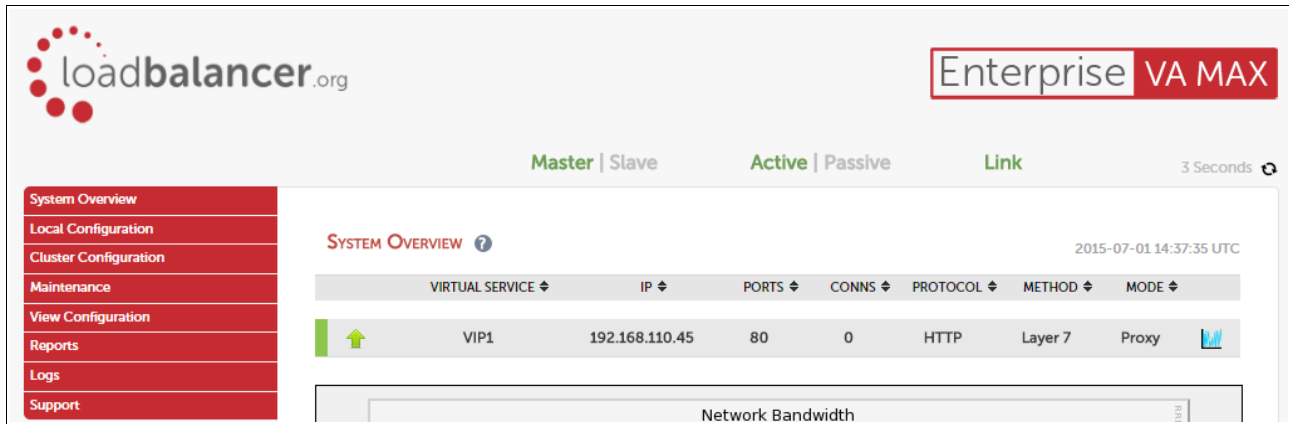 loadbalancer.org
Enterprise VA MAX
Master | Slave Active | Passive Link 3 Seconds
System Overview
Local Configuration
Cluster Configuration
Maintenance
View Configuration
Reports
Logs
Support
SYSTEM OVERVIEW ?
2015-07-01 14:37:35 UTC
VIRTUAL SERVICE IP PORTS CONNS PROTOCOL METHOD MODE
VIP1 192.168.110.45 80 0 HTTP Layer 7 Proxy
Network Bandwidth